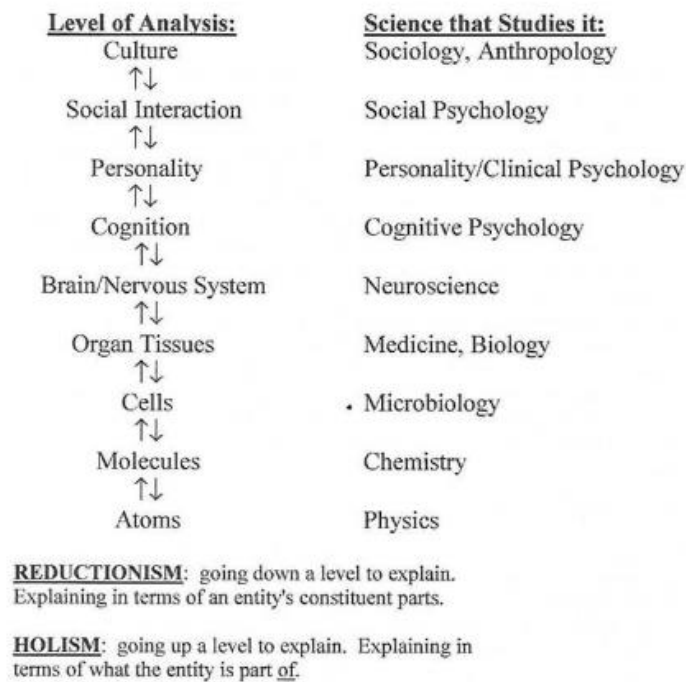 Level of Analysis: Science that Studies it:
Culture Sociology, Anthropology
↑↓
Social Interaction Social Psychology
↑↓
Personality Personality/Clinical Psychology
↑↓
Cognition Cognitive Psychology
↑↓
Brain/Nervous System Neuroscience
↑↓
Organ Tissues Medicine, Biology
↑↓
Cells Microbiology
↑↓
Molecules Chemistry
↑↓
Atoms Physics
REDUCTIONISM: going down a level to explain.
Explaining in terms of an entity's constituent parts.
HOLISM: going up a level to explain. Explaining in
terms of what the entity is part of.